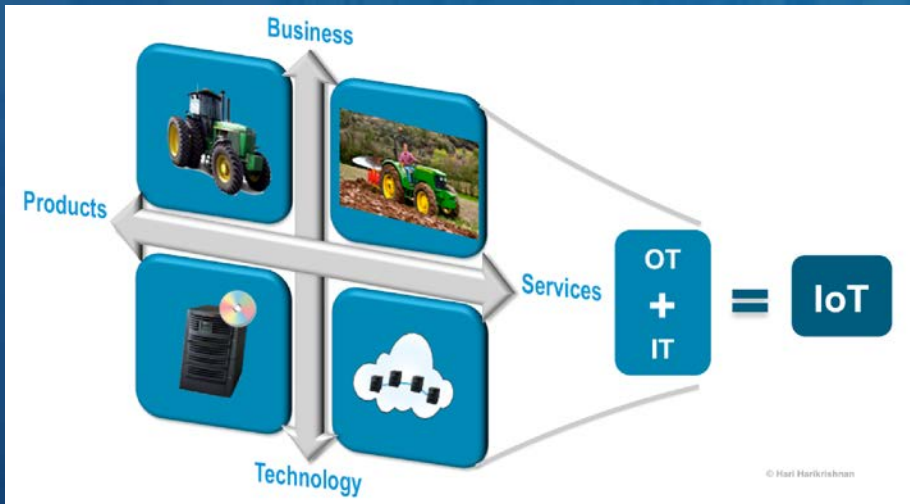 Business
Products
Services
Technology
OT
+
IT
=
IoT
© Hari Harikrishnan